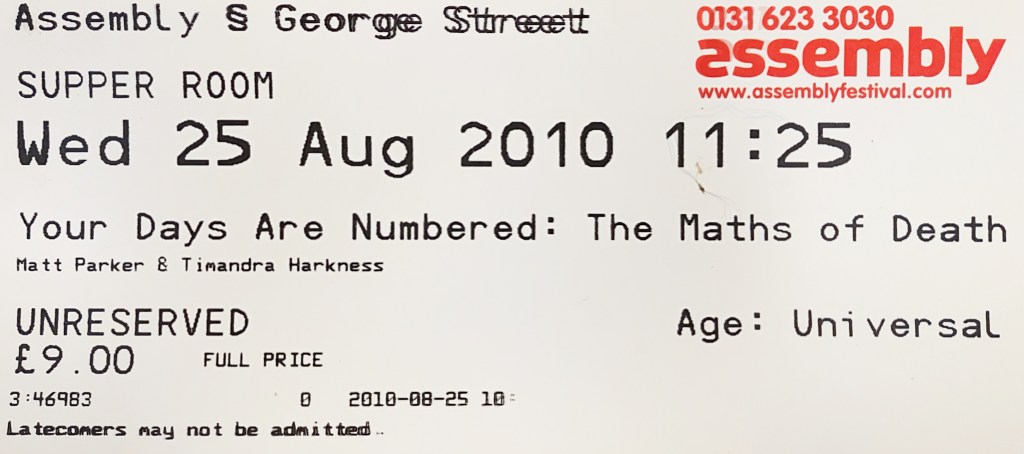 Assembly § George Street
0131 623 3030
assembly
www.assemblyfestival.com
SUPPER ROOM
Wed 25 Aug 2010 11:25
Your Days Are Numbered: The Maths of Death
Matt Parker & Timandra Harkness
UNRESERVED
Age: Universal
£9.00 FULL PRICE
3:46983 0 2010-08-25 10:
Latecomers may not be admitted.